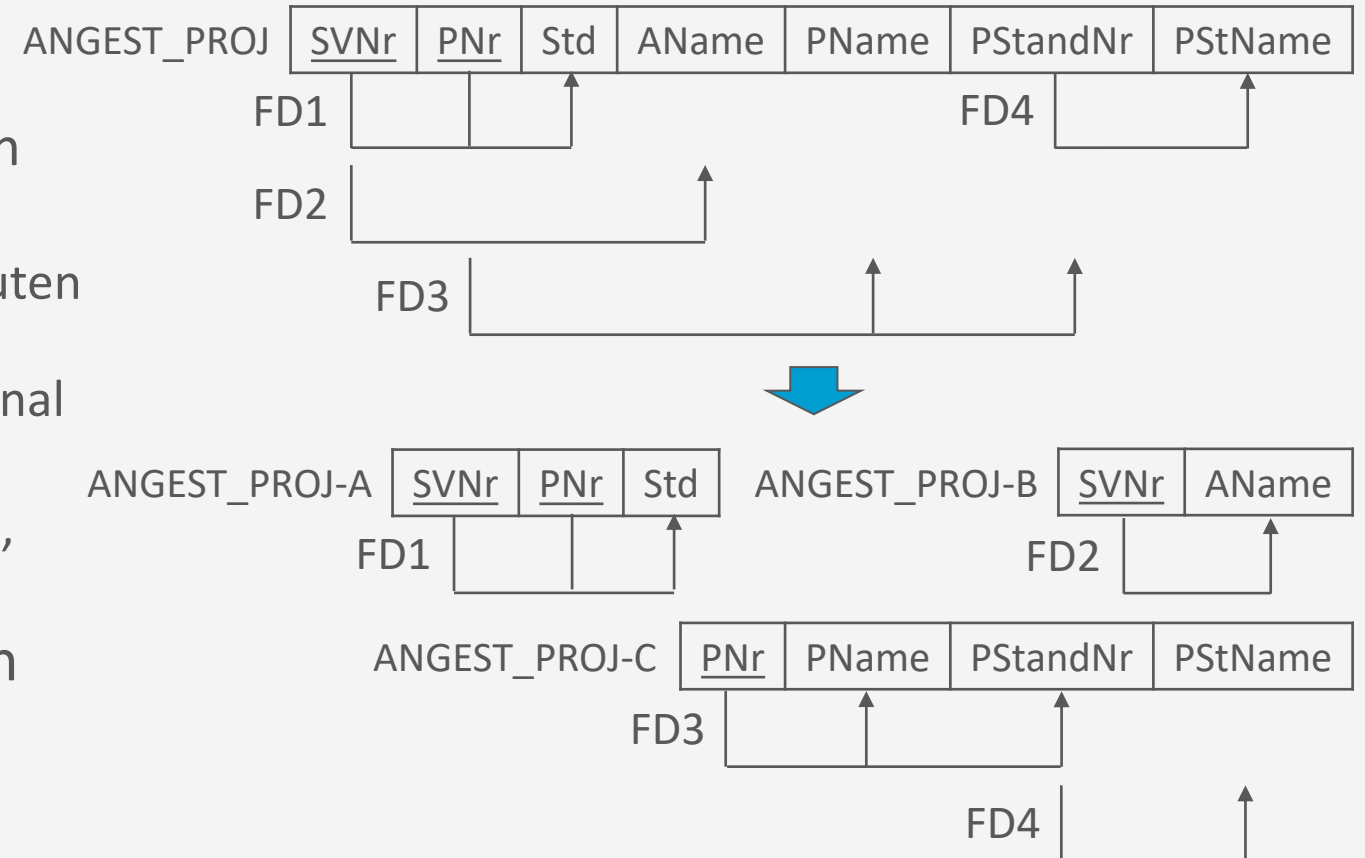 ANGEST_PROJ SVNr PNr Std AName PName PStandNr PStName
FD1 FD4
n
FD2
uten
FD3
nal
ANGEST_PROJ-A SVNr PNr Std ANGEST_PROJ-B SVNr AName
,
FD1 FD2
n
ANGEST_PROJ-C PNr PName PStandNr PStName
FD3
FD4